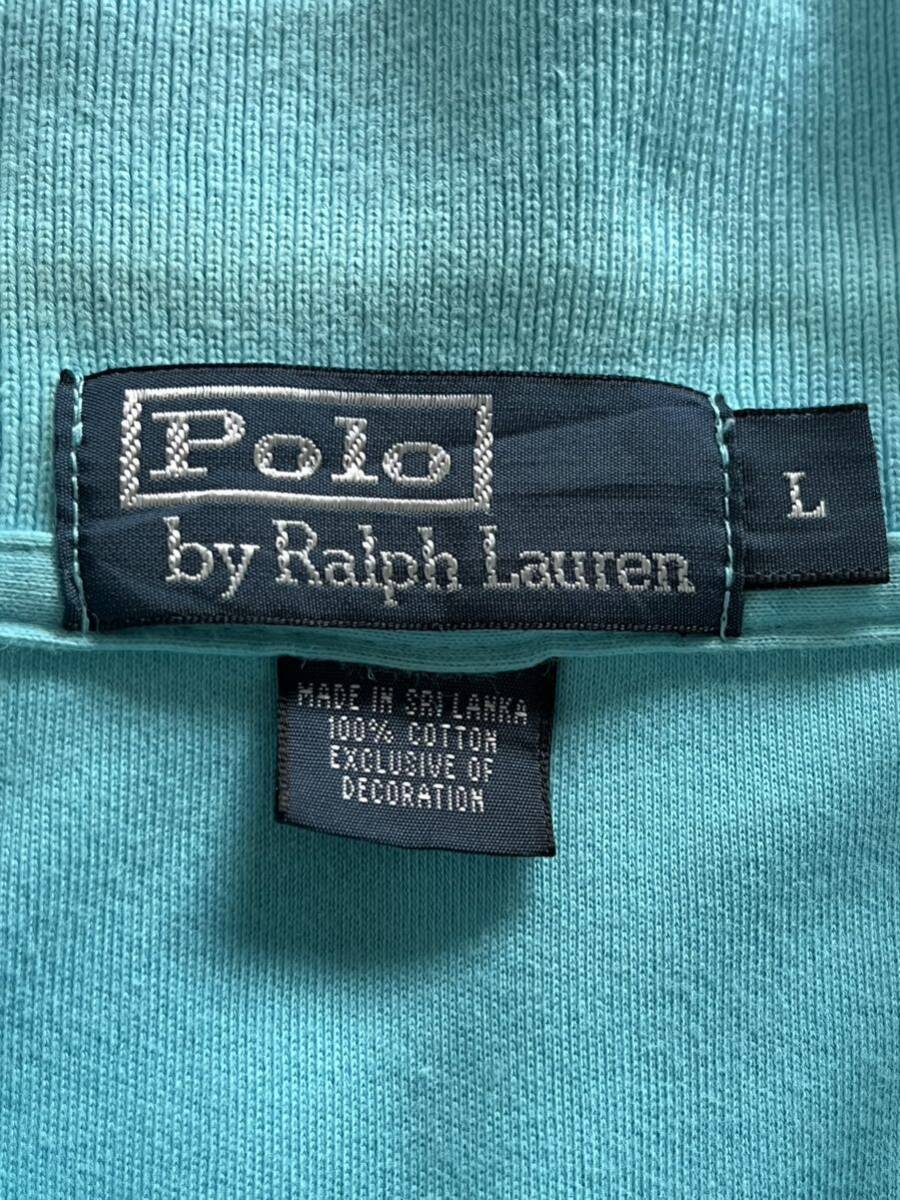 Polo
by Ralph Lauren
L
MADE IN SRI LANKA
100% COTTON
EXCLUSIVE OF
DECORATION